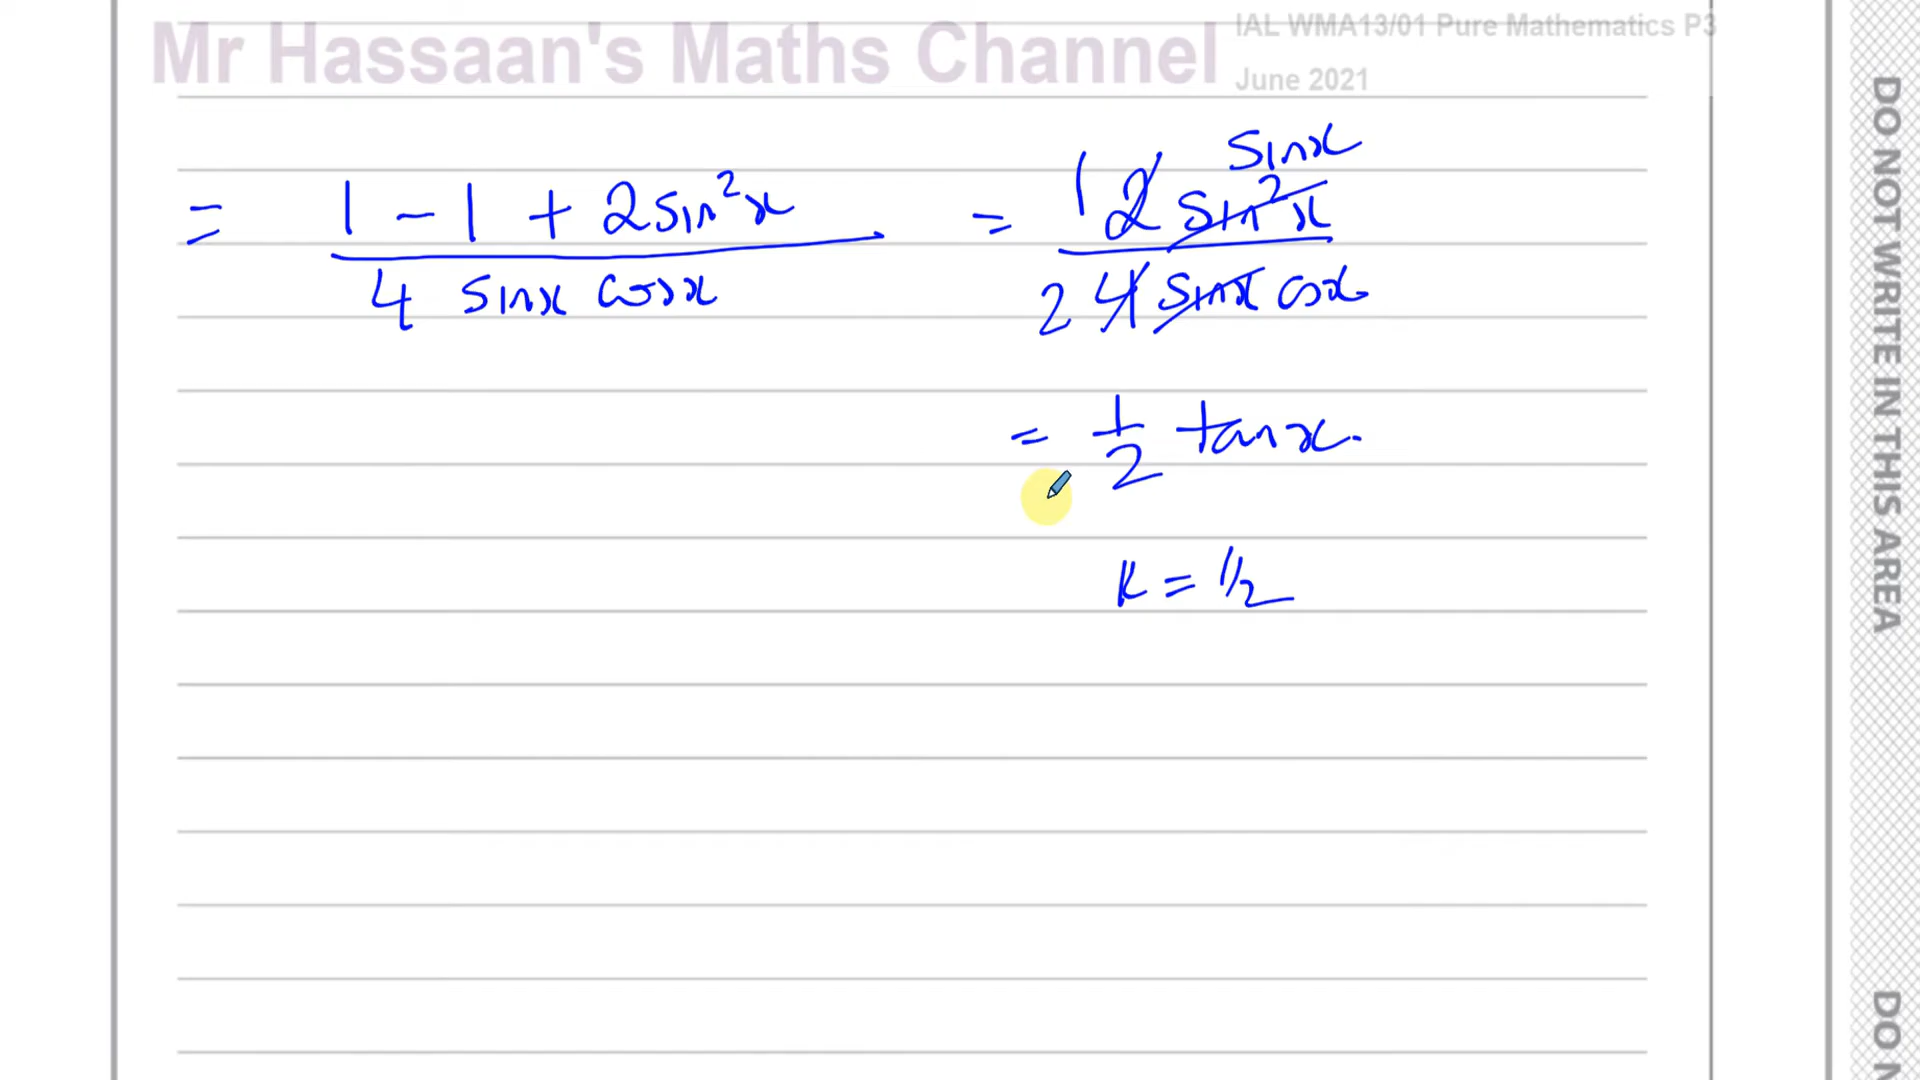 Mr Hassaan's Maths Channel
IAL WMA13/01 Pure Mathematics P3
June 2021
= (1 - 1 + 2sin²x) / (4 sinx cosx) = (1 2 sin²x sinx) / (2 4 sinx cosx)
= 1/2 tanx.
k = 1/2
DO NOT WRITE IN THIS AREA
DO N